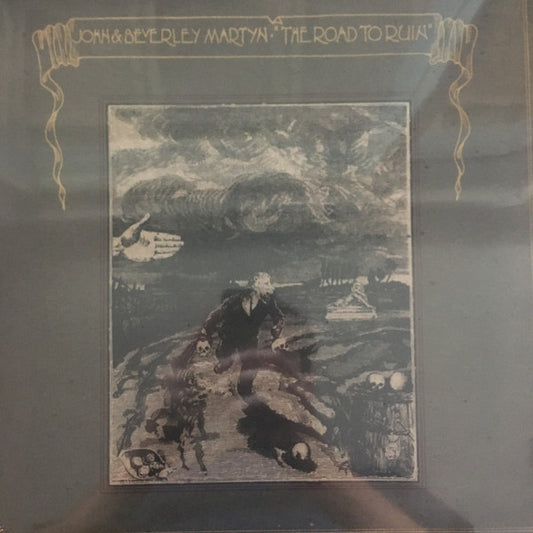 JOHN & BEVERLEY MARTYN · "THE ROAD TO RUIN"